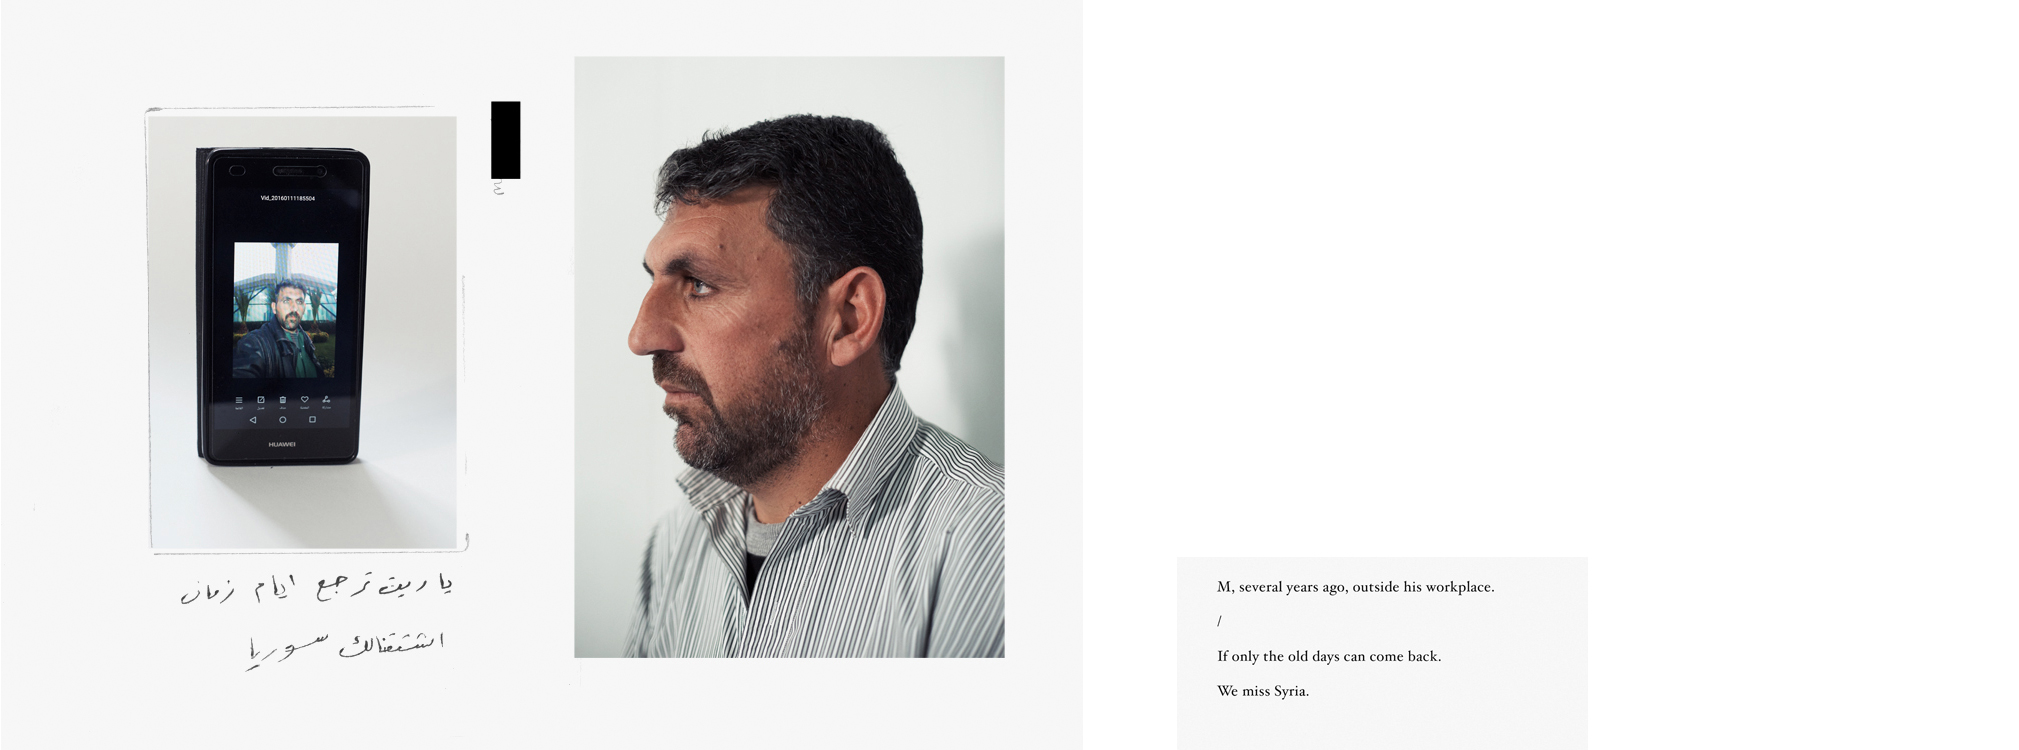 Vid_20160111185504
HUAWEI
يا ريت ترجع ايام زمان
اشتقنالك سوريا
M, several years ago, outside his workplace.
/
If only the old days can come back.
We miss Syria.